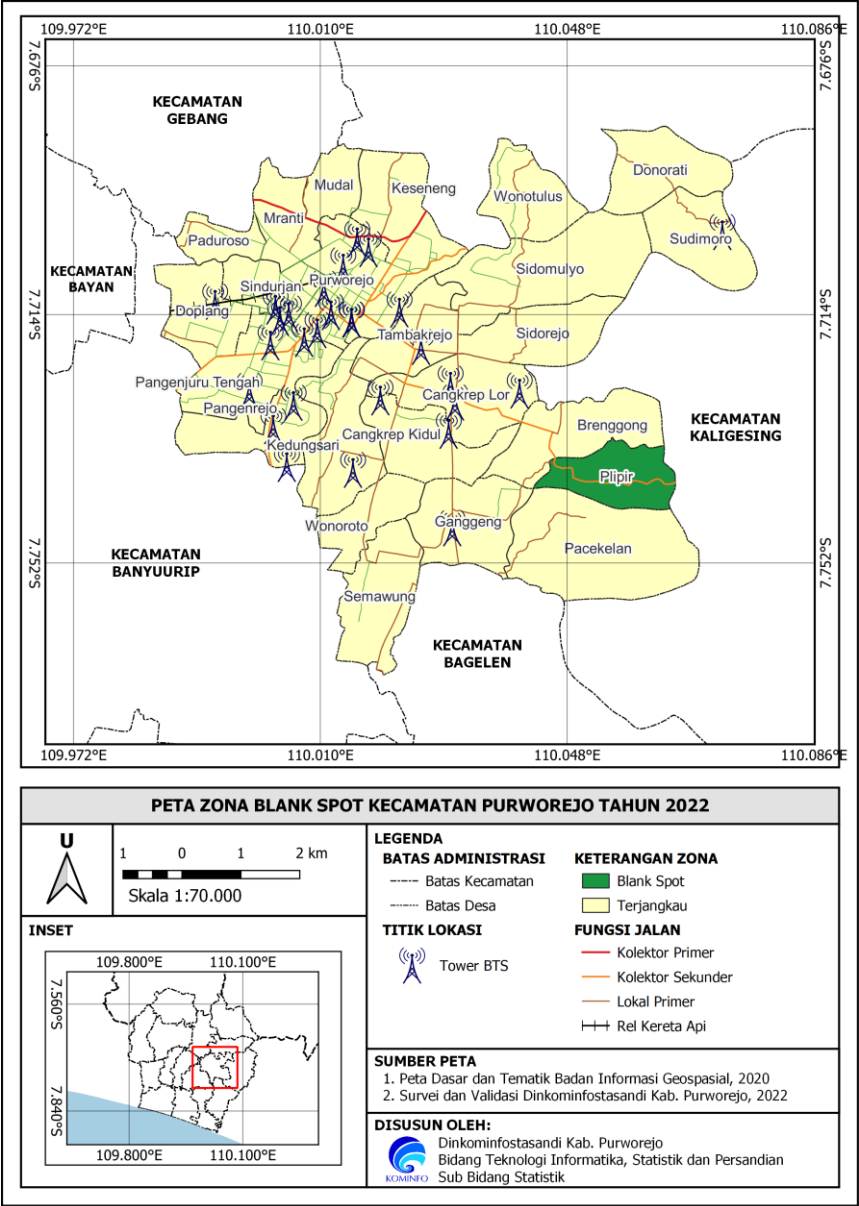 109.972°E 110.010°E 110.048°E 110.086°E
7.676°S 7.676°S
KECAMATAN
GEBANG
Mudal
Keseneng
Donorati
Wonotulus
Mranti
Paduroso
Sudimoro
KECAMATAN
BAYAN
Sidomulyo
Sindurjan
Purworejo
Doplang
7.714°S 7.714°S
Tambakrejo
Sidorejo
Pangenjuru Tengah
Cangkrep Lor
Pangenrejo
KECAMATAN
KALIGESING
Brenggong
Cangkrep Kidul
Kedungsari
Plipir
Wonoroto
Ganggeng
Pacekelan
KECAMATAN
BANYUURIP
7.752°S 7.752°S
Semawung
KECAMATAN
BAGELEN
109.972°E 110.010°E 110.048°E 110.086°E
PETA ZONA BLANK SPOT KECAMATAN PURWOREJO TAHUN 2022
U
1 0 1 2 km
Skala 1:70.000
INSET
109.800°E 110.100°E
7.560°S
7.840°S
109.800°E 110.100°E
LEGENDA
BATAS ADMINISTRASI
Batas Kecamatan
Batas Desa
TITIK LOKASI
Tower BTS
KETERANGAN ZONA
Blank Spot
Terjangkau
FUNGSI JALAN
Kolektor Primer
Kolektor Sekunder
Lokal Primer
Rel Kereta Api
SUMBER PETA
1. Peta Dasar dan Tematik Badan Informasi Geospasial, 2020
2. Survei dan Validasi Dinkominfostasandi Kab. Purworejo, 2022
DISUSUN OLEH:
Dinkominfostasandi Kab. Purworejo
Bidang Teknologi Informatika, Statistik dan Persandian
Sub Bidang Statistik
KOMINFO